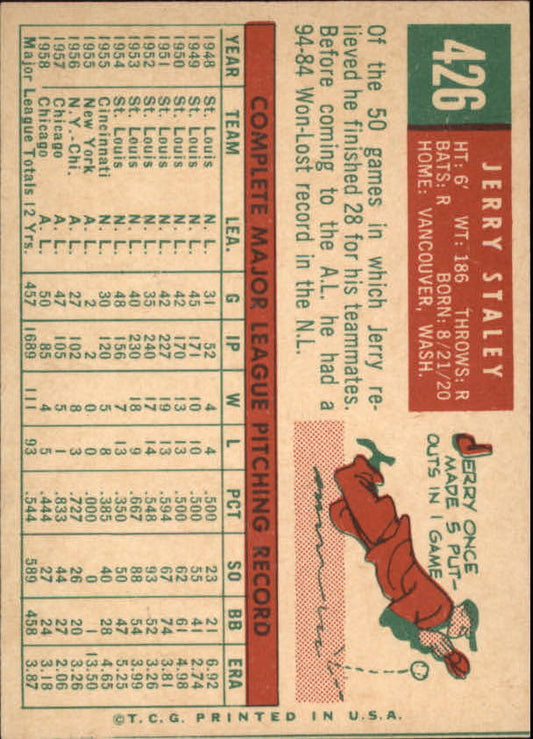 426
JERRY STALEY
HT: 6' WT: 186 THROWS: R
BATS: R BORN: 8/21/20
HOME: VANCOUVER, WASH.
JERRY ONCE
MADE 5 PUT-
OUTS IN 1 GAME
Of the 50 games in which Jerry re-
lieved he finished 28 for his teammates.
Before coming to the A.L. he had a
94-84 Won-Lost record in the N.L.
COMPLETE MAJOR LEAGUE PITCHING RECORD
YEAR TEAM LEA. G IP W L PCT SO BB ERA
1948 St. Louis N. L. 31 52 4 4 .500 23 21 6.92
1949 St. Louis N. L. 45 171 10 10 .500 55 41 2.74
1950 St. Louis N. L. 42 170 13 13 .500 62 61 4.98
1951 St. Louis N. L. 42 227 19 13 .594 67 74 3.81
1952 St. Louis N. L. 35 240 17 14 .548 93 52 3.26
1953 St. Louis N. L. 40 230 18 9 .667 88 54 3.99
1954 St. Louis N. L. 48 156 7 13 .350 50 47 5.25
1955 Cincinnati N. L. 30 120 5 8 .385 28 4.65
1955 New York A. L. 2 2 0 0 .000 0 1 13.50
1956 N.Y.-Chi. A. L. 27 102 8 3 .727 26 20 3.26
1957 Chicago A. L. 47 105 5 1 .833 44 27 2.06
1958 Chicago A. L. 50 85 4 5 .444 27 24 3.18
Major League Totals 12 Yrs. 457 1689 111 93 .544 589 458 3.87
©T.C.G. PRINTED IN U.S.A.